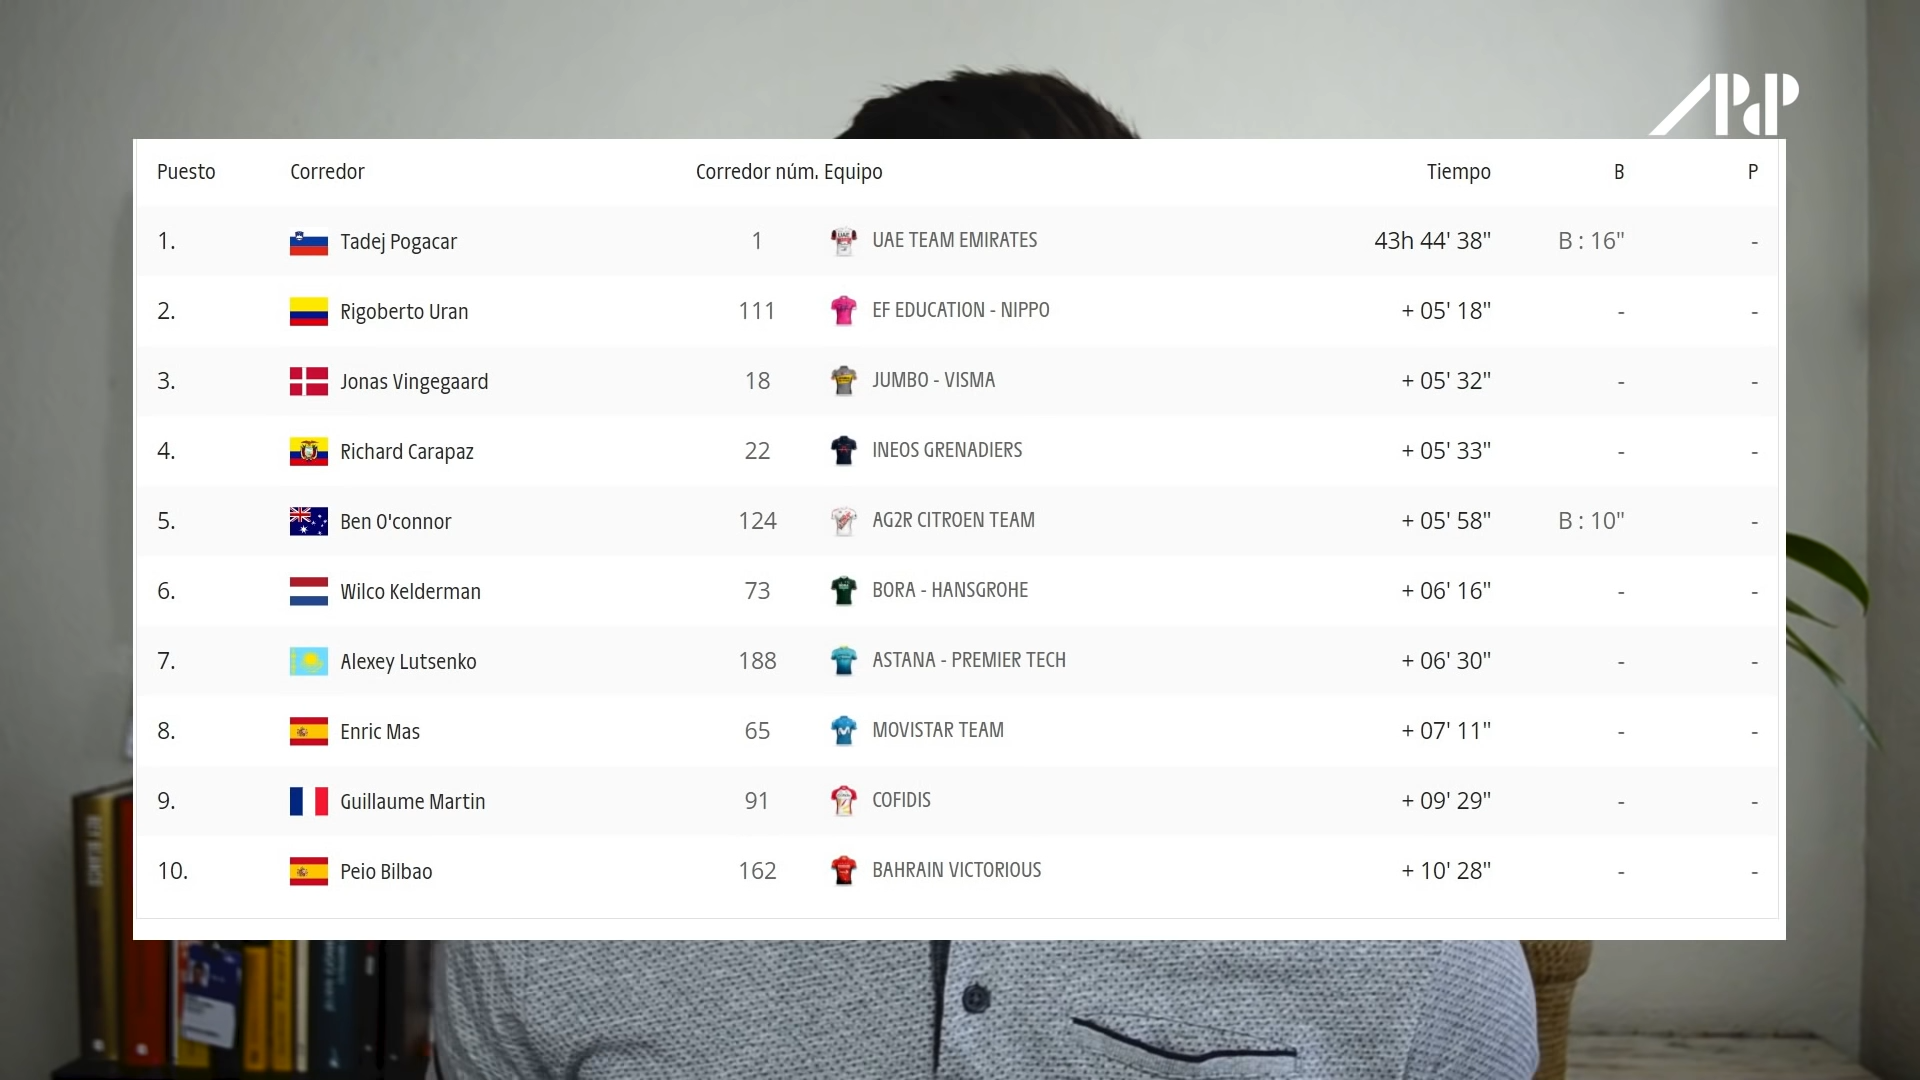 APdP
Puesto Corredor Corredor núm. Equipo Tiempo B P
1. Tadej Pogacar 1 UAE TEAM EMIRATES 43h 44' 38" B : 16" -
2. Rigoberto Uran 111 EF EDUCATION - NIPPO + 05' 18" - -
3. Jonas Vingegaard 18 JUMBO - VISMA + 05' 32" - -
4. Richard Carapaz 22 INEOS GRENADIERS + 05' 33" - -
5. Ben O'connor 124 AG2R CITROEN TEAM + 05' 58" B : 10" -
6. Wilco Kelderman 73 BORA - HANSGROHE + 06' 16" - -
7. Alexey Lutsenko 188 ASTANA - PREMIER TECH + 06' 30" - -
8. Enric Mas 65 MOVISTAR TEAM + 07' 11" - -
9. Guillaume Martin 91 COFIDIS + 09' 29" - -
10. Peio Bilbao 162 BAHRAIN VICTORIOUS + 10' 28" - -